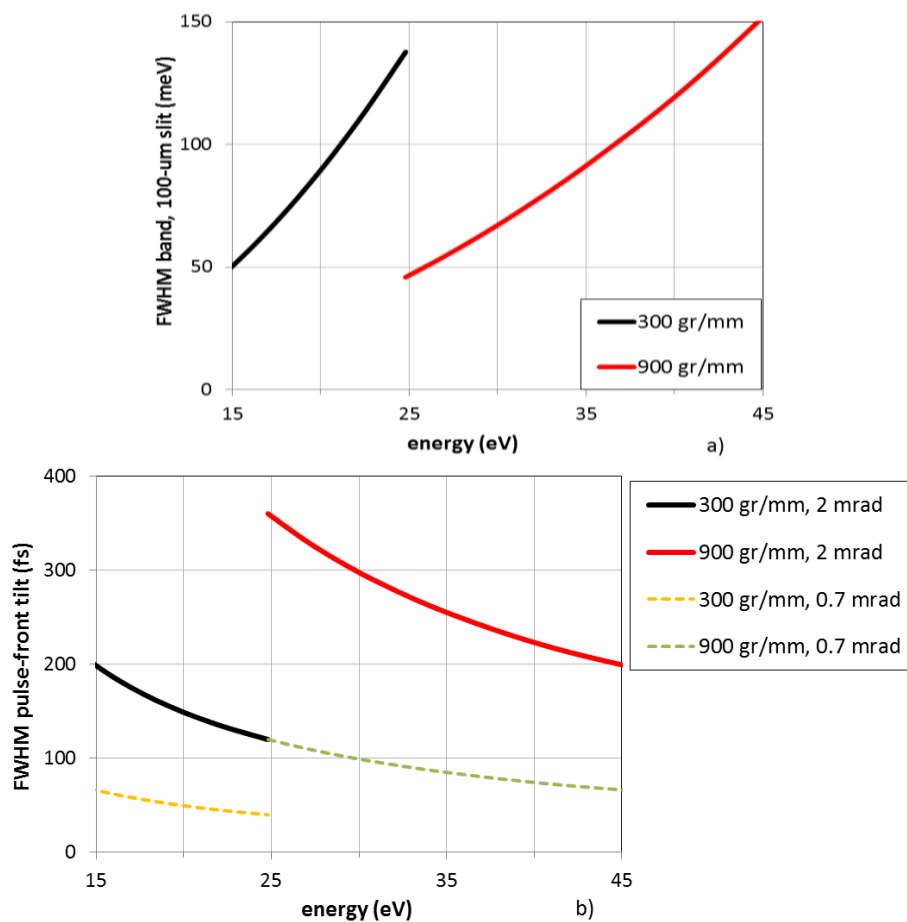 FWHM band, 100-um slit (meV)
150
100
50
0
15
25
35
45
energy (eV)
a)
300 gr/mm
900 gr/mm
FWHM pulse-front tilt (fs)
400
300
200
100
0
15
25
35
45
energy (eV)
b)
300 gr/mm, 2 mrad
900 gr/mm, 2 mrad
300 gr/mm, 0.7 mrad
900 gr/mm, 0.7 mrad